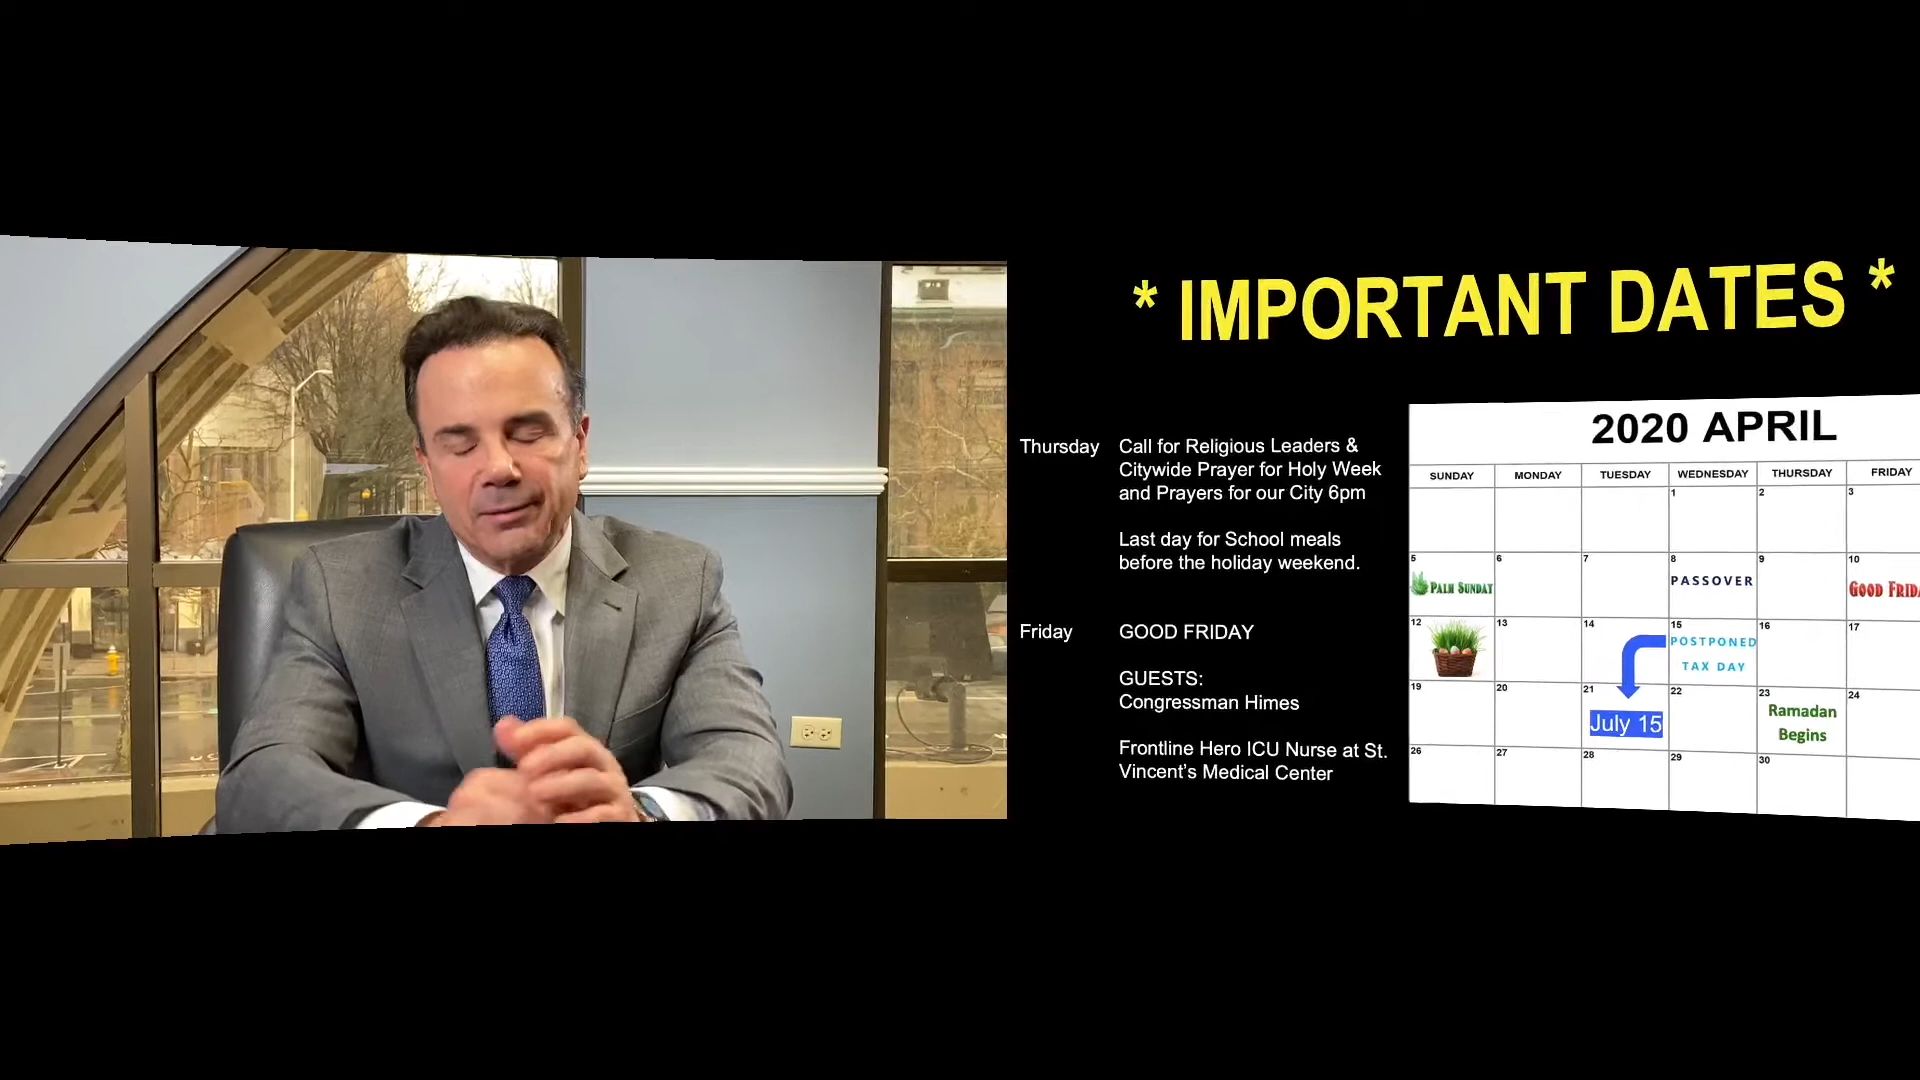 * IMPORTANT DATES *
Thursday
Call for Religious Leaders &
Citywide Prayer for Holy Week
and Prayers for our City 6pm
Last day for School meals
before the holiday weekend.
Friday
GOOD FRIDAY
GUESTS:
Congressman Himes
Frontline Hero ICU Nurse at St.
Vincent's Medical Center
2020 APRIL
SUNDAY MONDAY TUESDAY WEDNESDAY THURSDAY FRIDAY
1 2 3
5 6 7 8 9 10
PALM SUNDAY PASSOVER GOOD
12 13 14 15 16 17
POSTPONED
TAX DAY
19 20 21 22 23 24
July 15 Ramadan
Begins
26 27 28 29 30